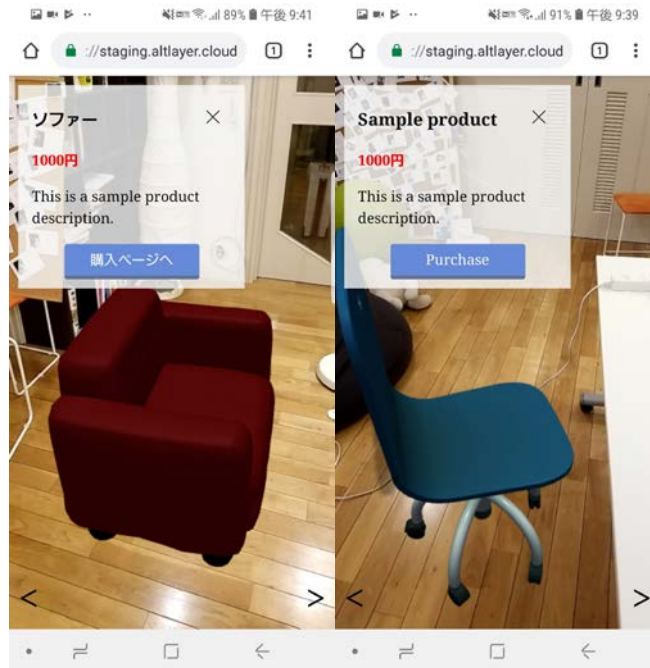 89% 午後 9:41
://staging.altlayer.cloud 1
ソファー
1000円
This is a sample product
description.
購入ページへ
91% 午後 9:39
://staging.altlayer.cloud 1
Sample product
1000円
This is a sample product
description.
Purchase